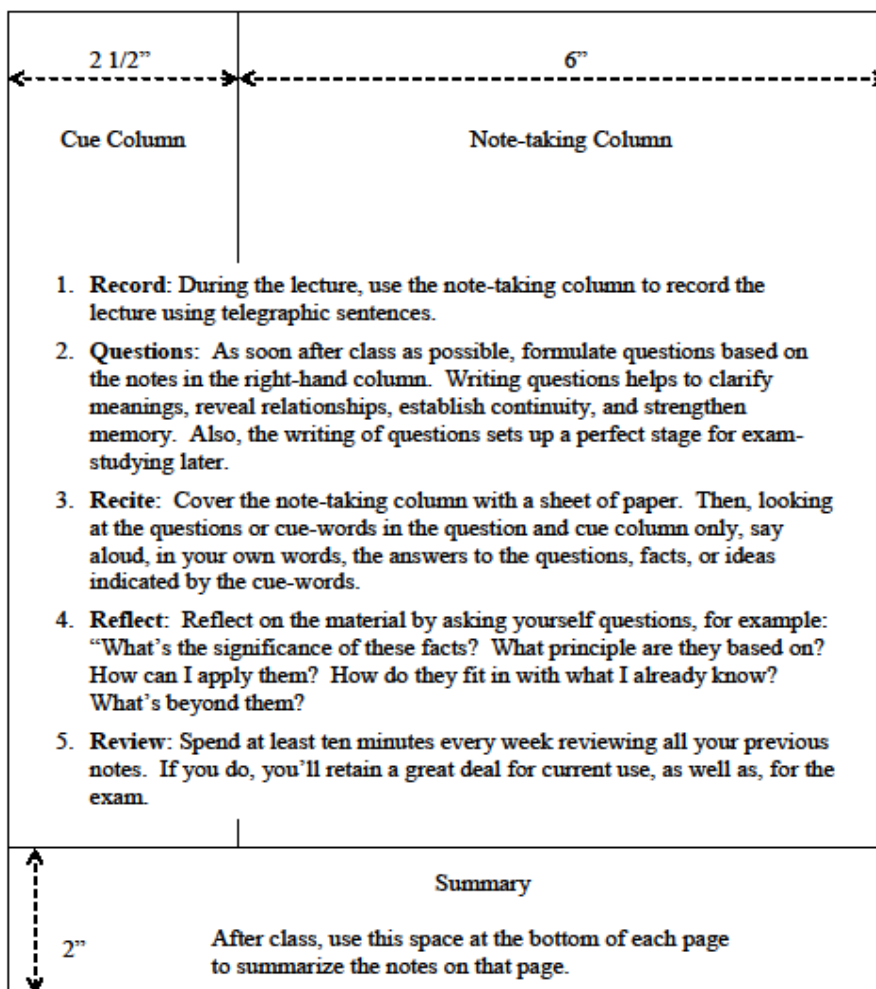 2 1/2” 6”
Cue Column Note-taking Column
1. Record: During the lecture, use the note-taking column to record the
lecture using telegraphic sentences.
2. Questions: As soon after class as possible, formulate questions based on
the notes in the right-hand column. Writing questions helps to clarify
meanings, reveal relationships, establish continuity, and strengthen
memory. Also, the writing of questions sets up a perfect stage for exam-
studying later.
3. Recite: Cover the note-taking column with a sheet of paper. Then, looking
at the questions or cue-words in the question and cue column only, say
aloud, in your own words, the answers to the questions, facts, or ideas
indicated by the cue-words.
4. Reflect: Reflect on the material by asking yourself questions, for example:
“What’s the significance of these facts? What principle are they based on?
How can I apply them? How do they fit in with what I already know?
What’s beyond them?
5. Review: Spend at least ten minutes every week reviewing all your previous
notes. If you do, you’ll retain a great deal for current use, as well as, for the
exam.
Summary
2” After class, use this space at the bottom of each page
to summarize the notes on that page.